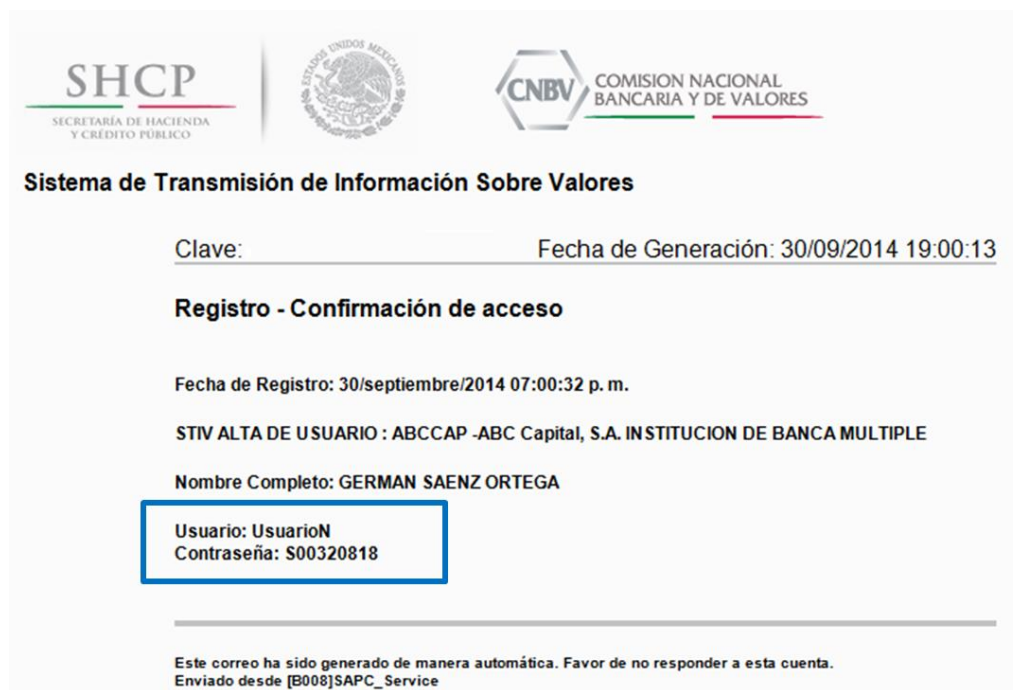 SHCP
SECRETARÍA DE HACIENDA
Y CRÉDITO PÚBLICO
ESTADOS UNIDOS MEXICANOS
CNBV
COMISION NACIONAL
BANCARIA Y DE VALORES
Sistema de Transmisión de Información Sobre Valores
Clave: Fecha de Generación: 30/09/2014 19:00:13
Registro - Confirmación de acceso
Fecha de Registro: 30/septiembre/2014 07:00:32 p. m.
STIV ALTA DE USUARIO : ABCCAP -ABC Capital, S.A. INSTITUCION DE BANCA MULTIPLE
Nombre Completo: GERMAN SAENZ ORTEGA
Usuario: UsuarioN
Contraseña: S00320818
Este correo ha sido generado de manera automática. Favor de no responder a esta cuenta.
Enviado desde [B008]SAPC_Service